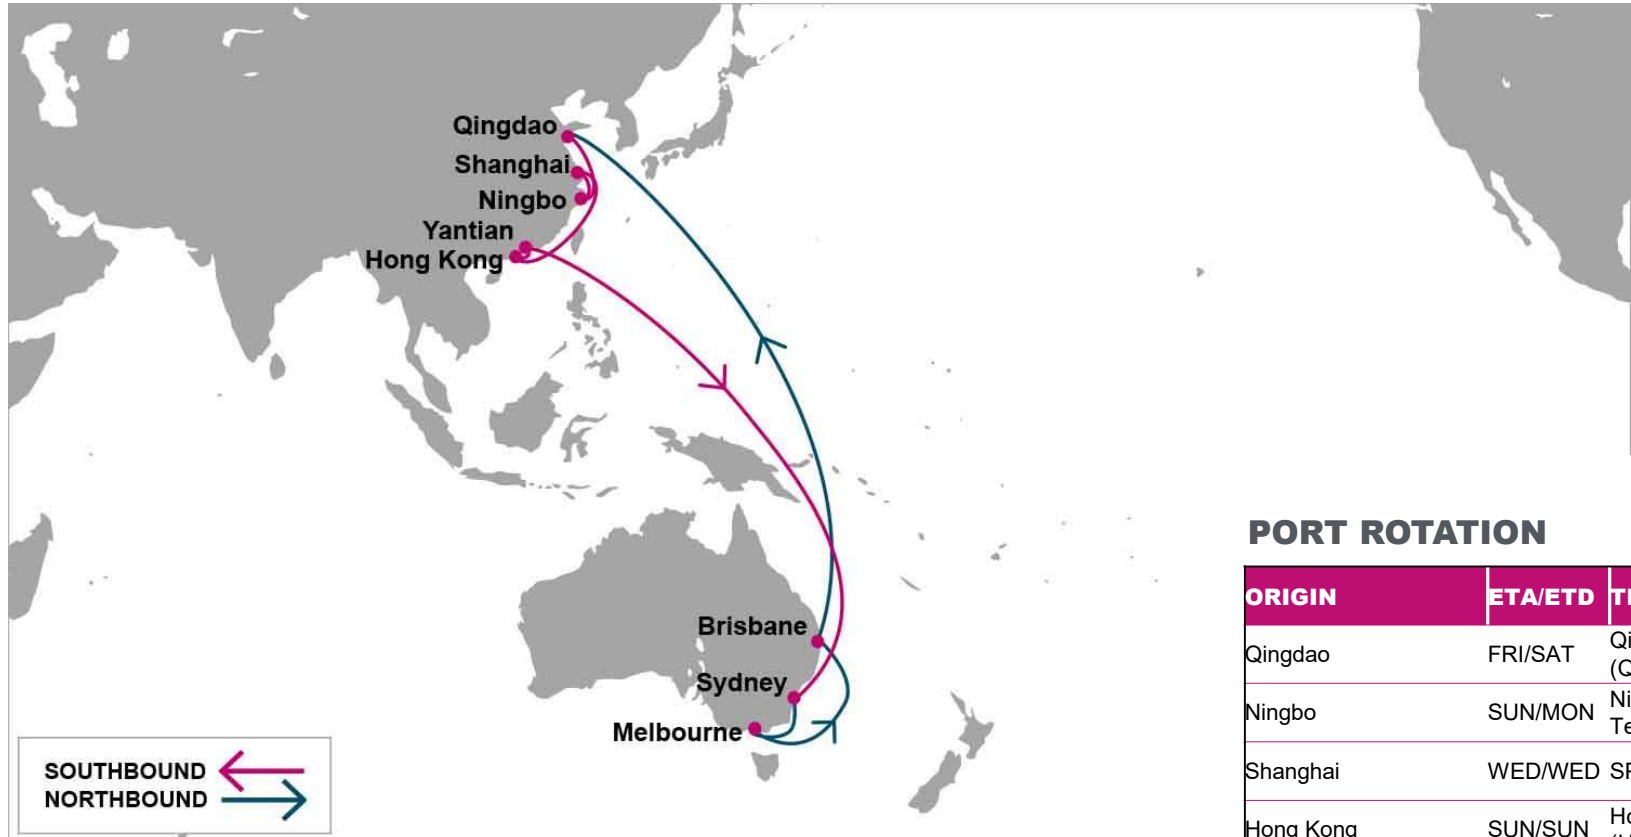 Qingdao
Shanghai
Ningbo
Yantian
Hong Kong
Brisbane
Sydney
Melbourne
SOUTHBOUND
NORTHBOUND
PORT ROTATION
ORIGIN ETA/ETD
Qingdao FRI/SAT
Ningbo SUN/MON
Shanghai WED/WED
Hong Kong SUN/SUN